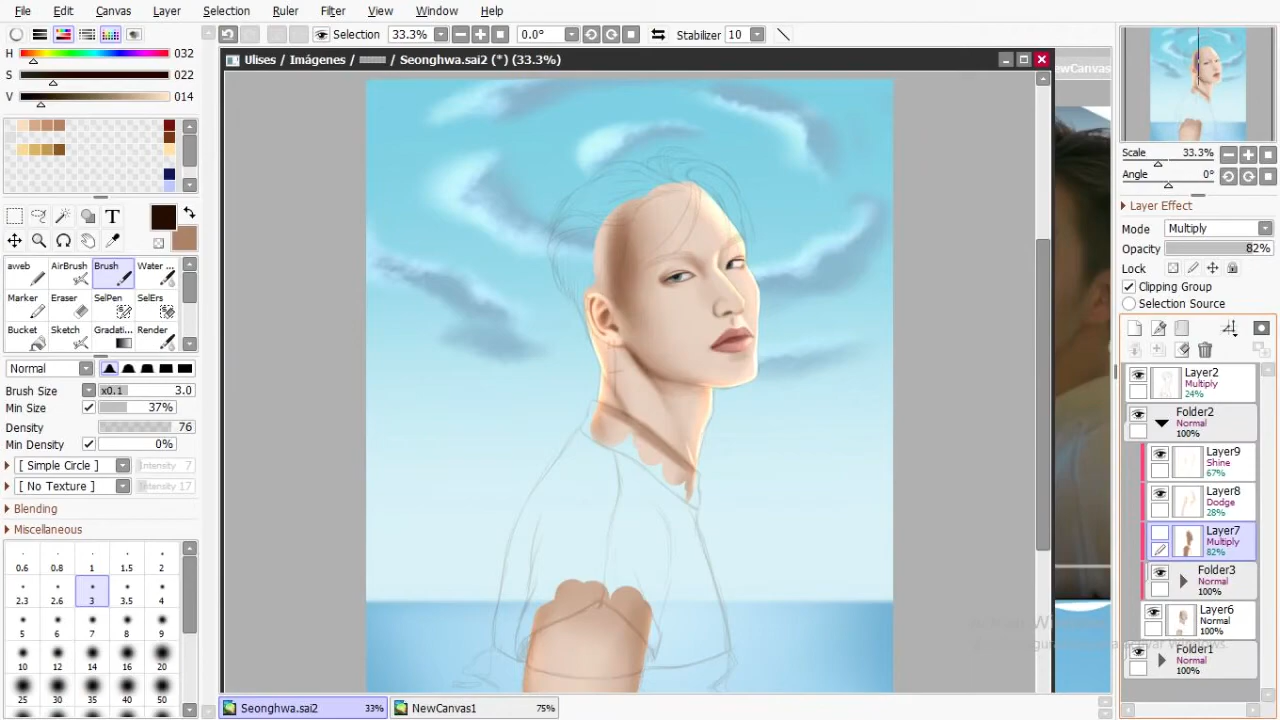 File Edit Canvas Layer Selection Ruler Filter View Window Help
Selection 33.3% 0.0° Stabilizer 10
H 032
S 022
V 014
Ulises / Imágenes / / Seonghwa.sai2 (*) (33.3%)
ewCanvas
T
aweb AirBrush Brush Water ...
Marker Eraser SelPen SelErs
Bucket Sketch Gradati... Render
Normal
Brush Size x0.1 3.0
Min Size 37%
Density 76
Min Density 0%
[ Simple Circle ] Intensity 7
[ No Texture ] Intensity 17
Blending
Miscellaneous
0.6 0.8 1 1.5 2
2.3 2.6 3 3.5 4
5 6 7 8 9
10 12 14 16 20
25 30 35 40 50
Seonghwa.sai2 33% NewCanvas1 75%
Scale 33.3%
Angle 0°
Layer Effect
Mode Multiply
Opacity 82%
Lock
Clipping Group
Selection Source
Layer2
Multiply
24%
Folder2
Normal
100%
Layer9
Shine
67%
Layer8
Dodge
28%
Layer7
Multiply
82%
Folder3
Normal
100%
Layer6
Normal
100%
Folder1
Normal
100%